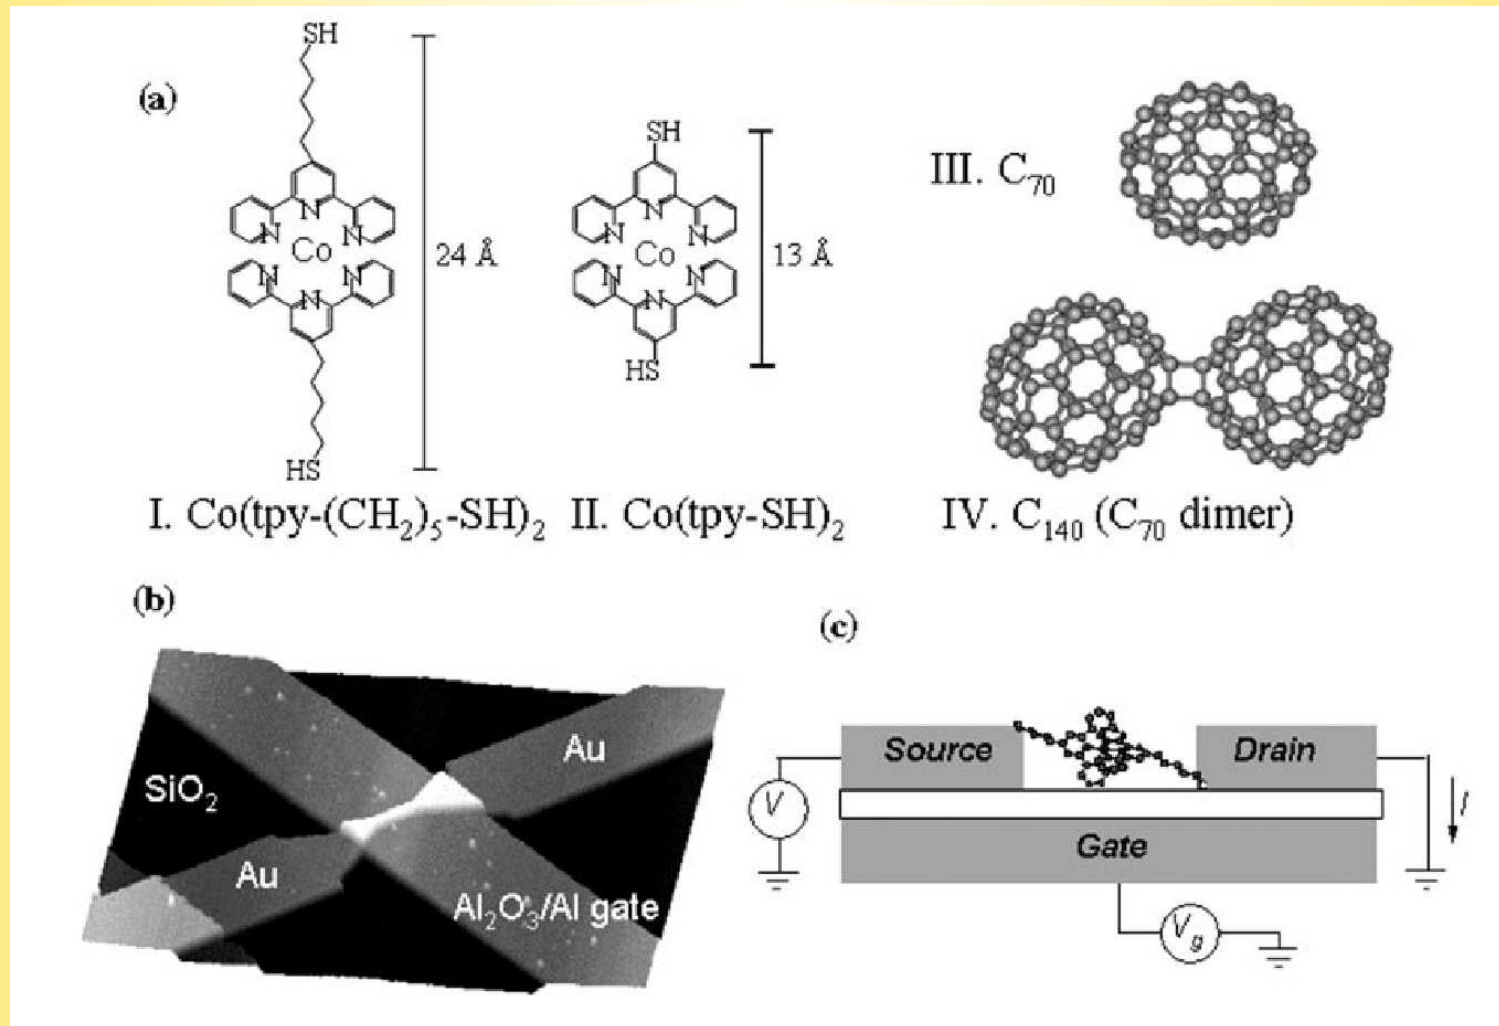 (a)
SH
N
N
N
Co
N
N
N
HS
24 Å
I. Co(tpy-(CH₂)₅-SH)₂
SH
N
N
N
Co
N
N
N
HS
13 Å
II. Co(tpy-SH)₂
III. C₇₀
IV. C₁₄₀ (C₇₀ dimer)
(b)
SiO₂
Au
Au
Al₂O₃/Al gate
(c)
Source
Drain
V
I
Gate
V_g